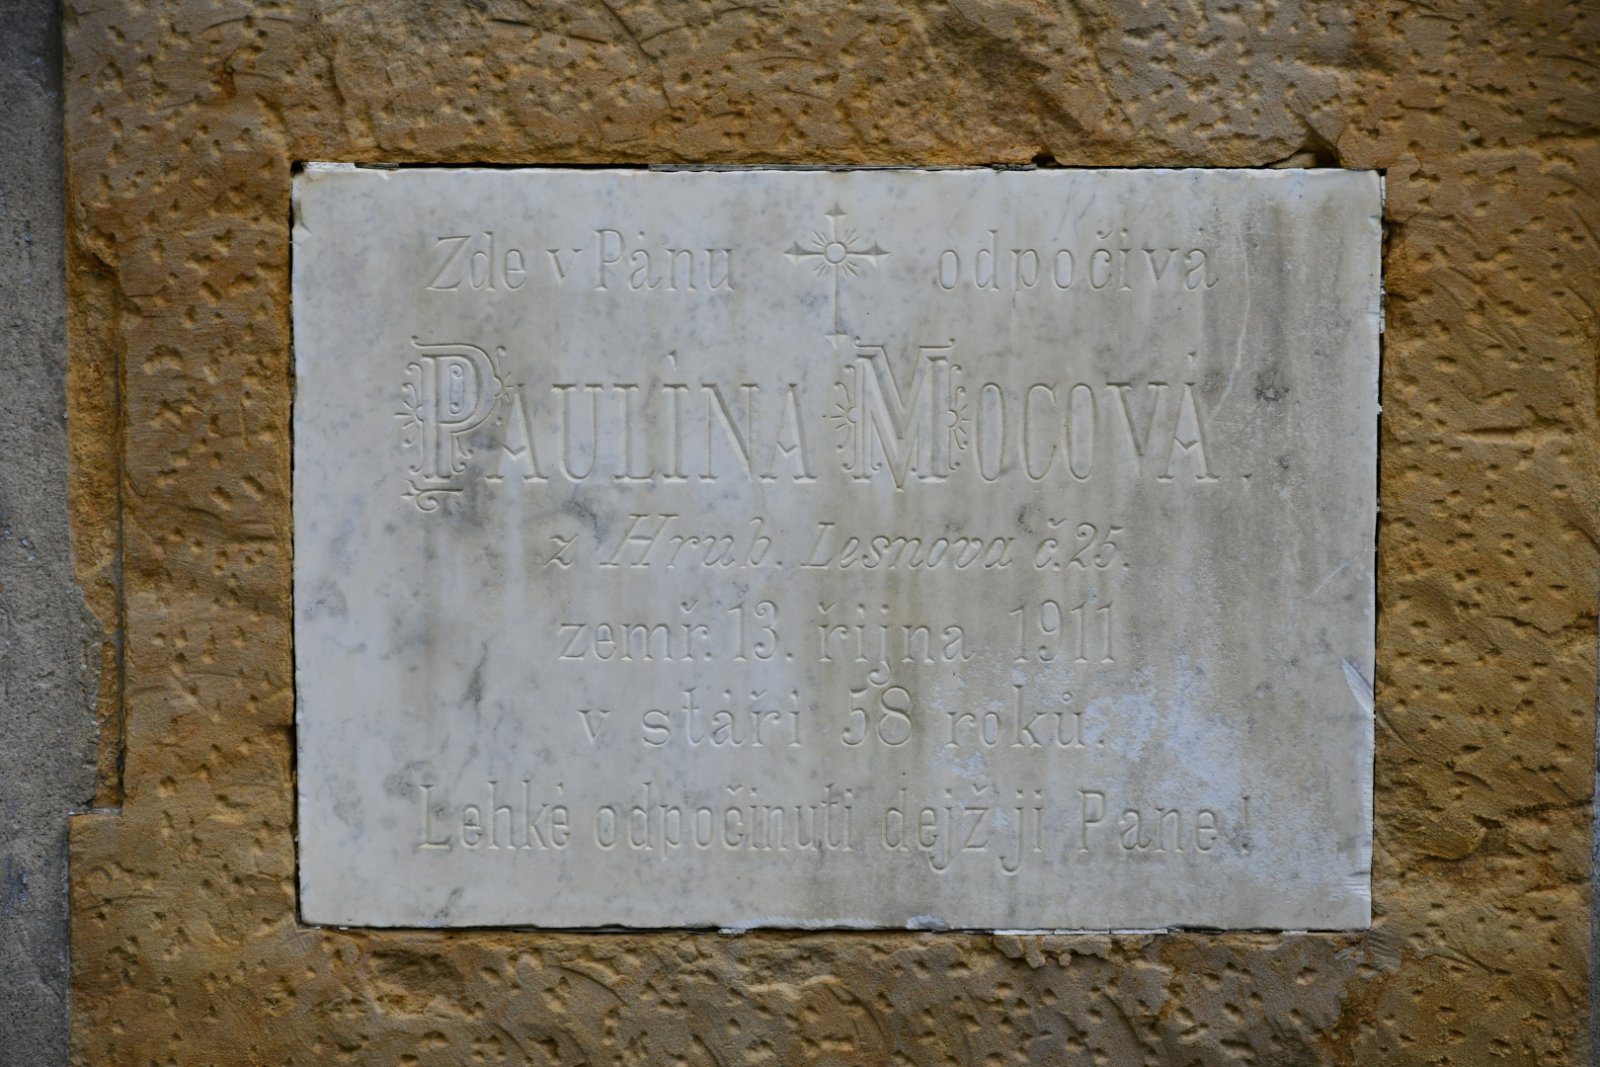 Zde v Pánu odpočívá
PAULÍNA MOCOVÁ.
z Hrub. Lesnova č. 25.
zemř. 13. října 1911
v stáří 58 roků.
Lehké odpočinutí dejž jí Pane!